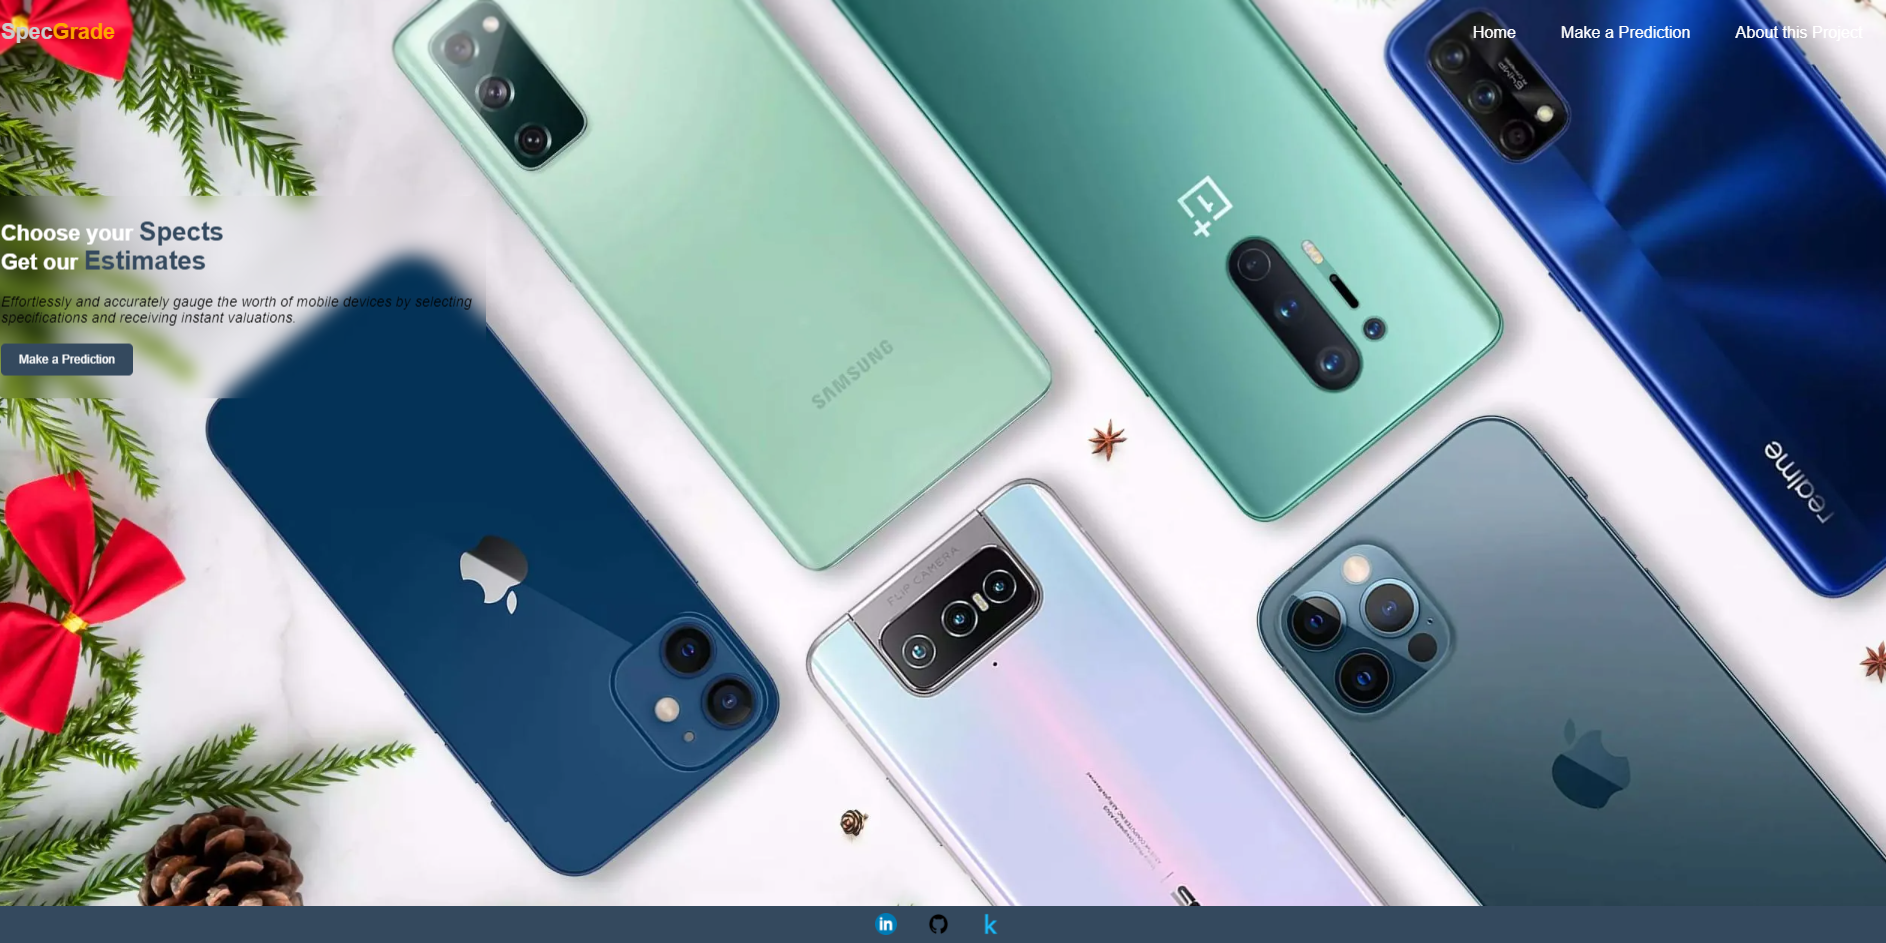 SpecGrade
Home
Make a Prediction
About this Project
Choose your Spects
Get our Estimates
Effortlessly and accurately gauge the worth of mobile devices by selecting
specifications and receiving instant valuations.
Make a Prediction
SAMSUNG
64MP
realme
FLIP CAMERA
in
k